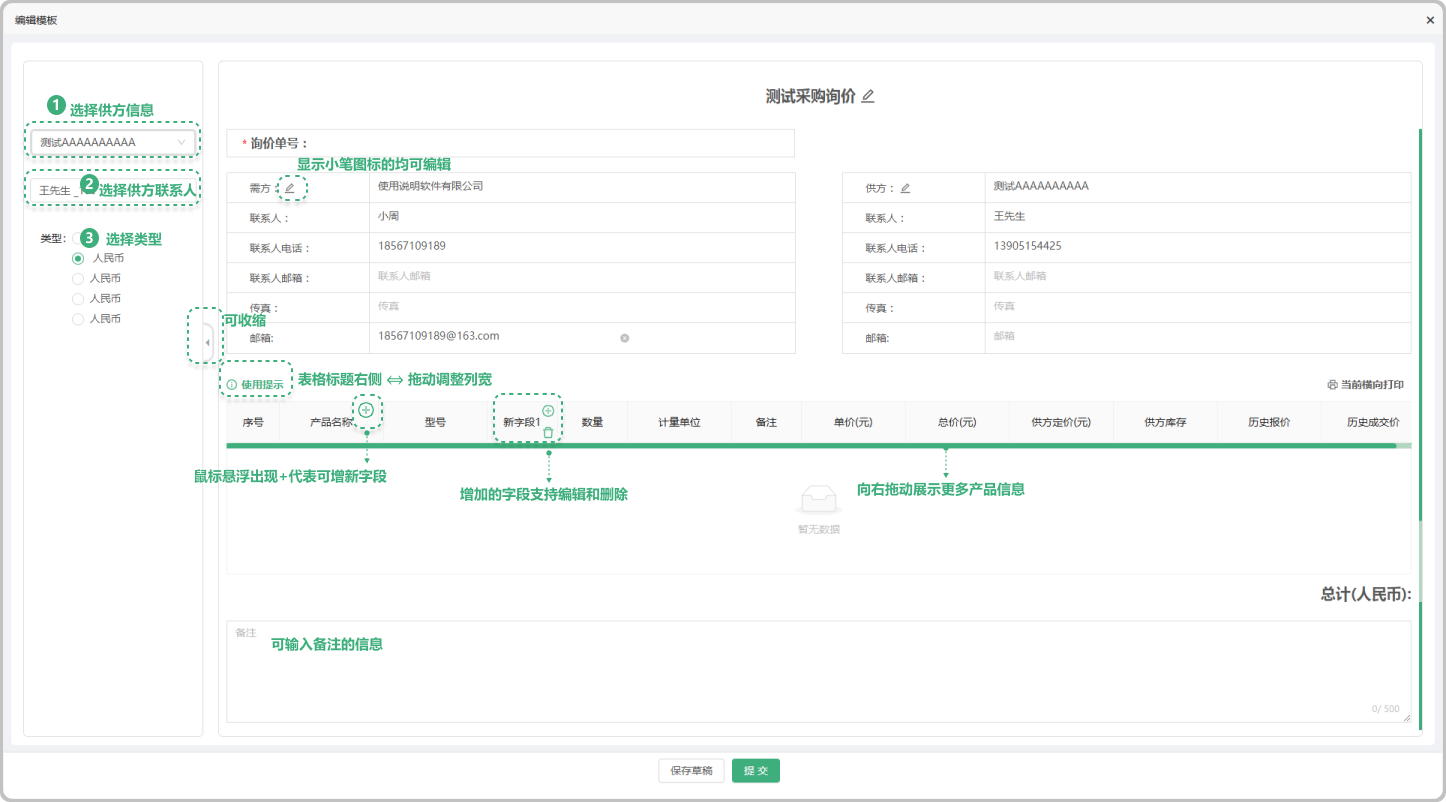 编辑模板
测试采购询价
1 选择供方信息
测试AAAAAAAAAA
王先生 _1
2 选择供方联系人
类型:
3 选择类型
人民币
人民币
人民币
人民币
可收缩
* 询价单号：
显示小笔图标的均可编辑
需方： 使用说明软件有限公司
联系人： 小周
联系人电话： 18567109189
联系人邮箱： 联系人邮箱
传真： 传真
邮箱: 18567109189@163.com
供方： 测试AAAAAAAAAA
联系人： 王先生
联系人电话： 13905154425
联系人邮箱： 联系人邮箱
传真： 传真
邮箱: 邮箱
使用提示
表格标题右侧 ⇔ 拖动调整列宽
当前横向打印
序号 产品名称 型号 新字段1 数量 计量单位 备注 单价(元) 总价(元) 供方定价(元) 供方库存 历史报价 历史成交价
鼠标悬浮出现+代表可增新字段
增加的字段支持编辑和删除
向右拖动展示更多产品信息
暂无数据
总计(人民币):
备注
可输入备注的信息
0/ 500
保存草稿
提 交